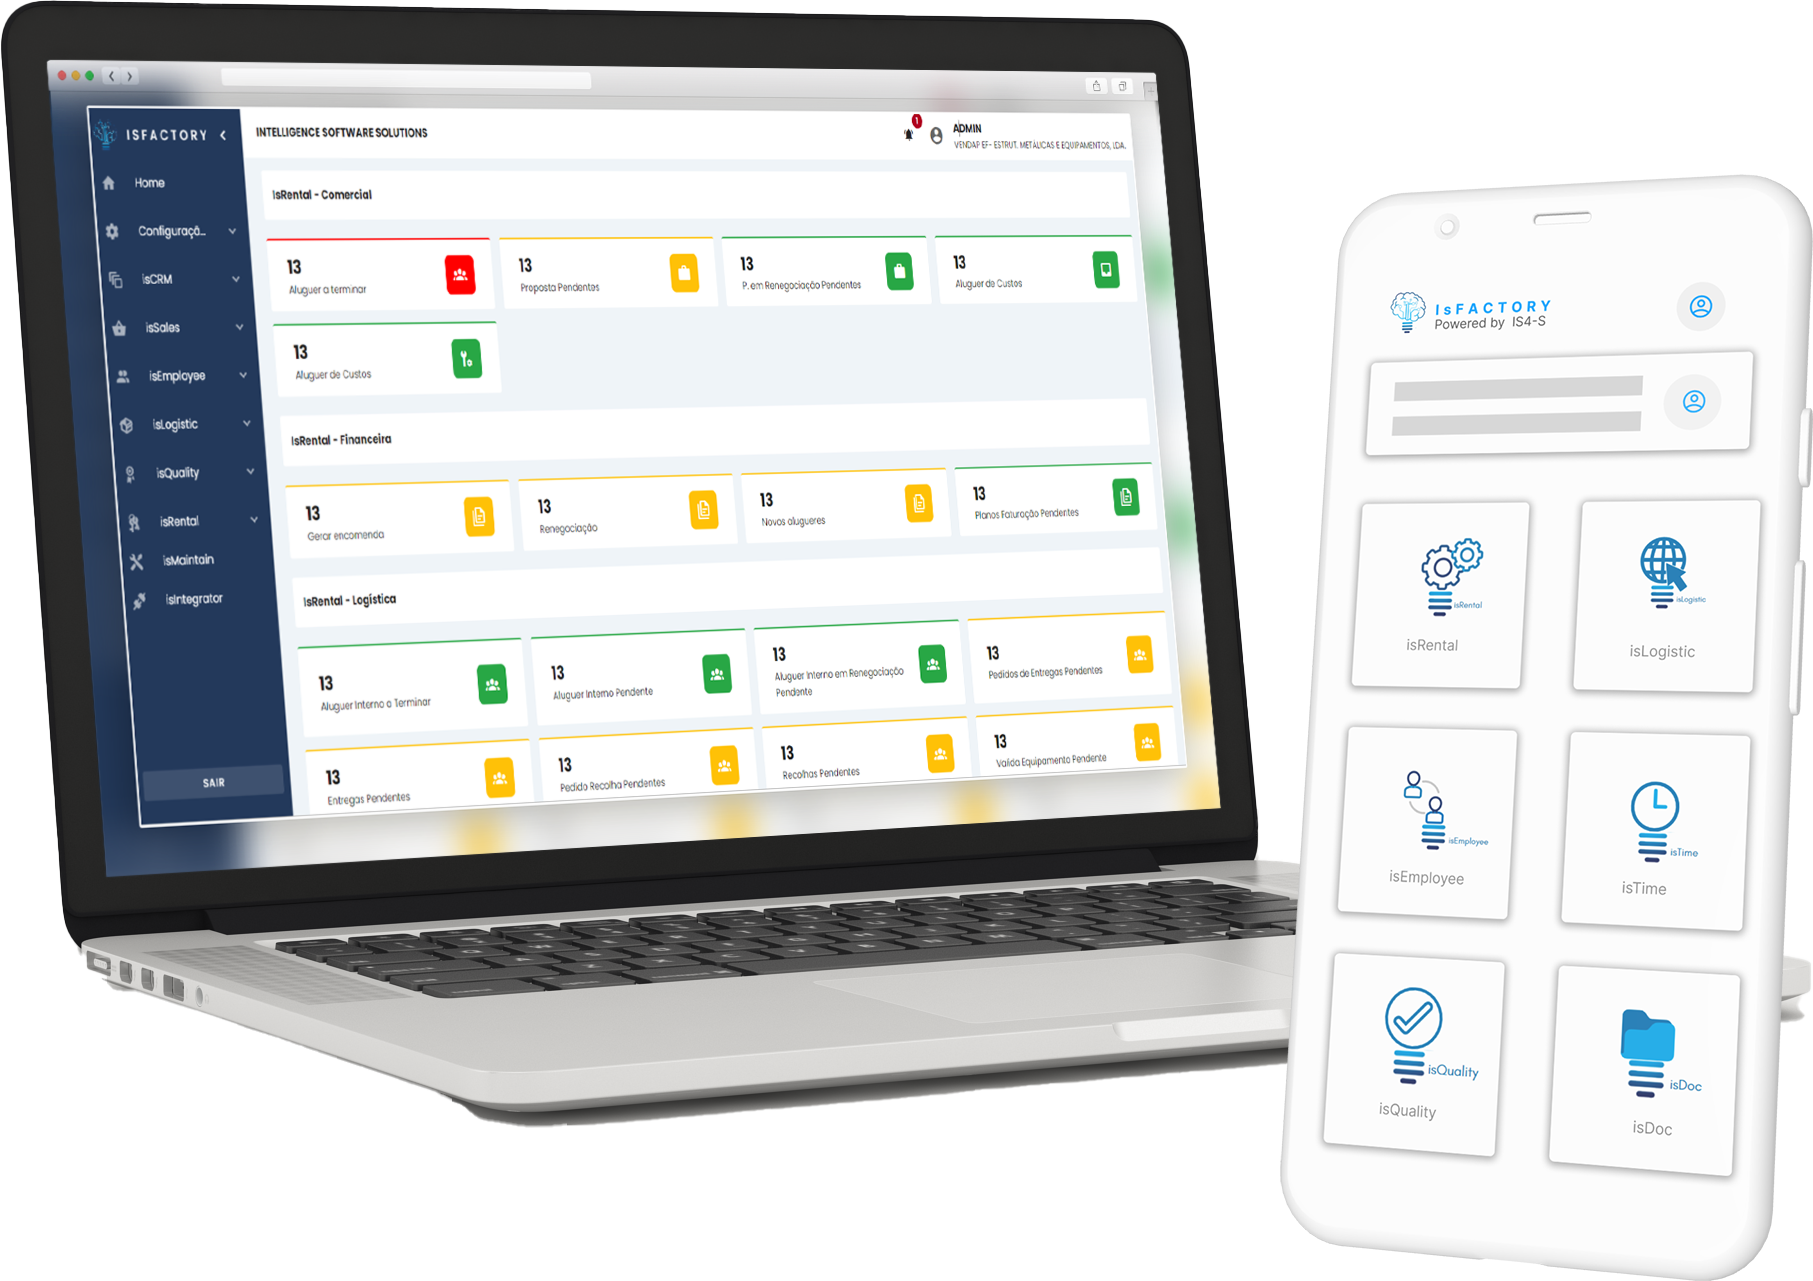 ISFACTORY
Home
Configuraçõ...
isCRM
isSales
isEmployee
isLogistic
isQuality
isRental
isMaintain
isIntegrator
SAIR
INTELLIGENCE SOFTWARE SOLUTIONS
1
ADMIN
VENDAP EF- ESTRUT. METÁLICAS E EQUIPAMENTOS, LDA.
IsRental - Comercial
13
Aluguer a terminar
13
Proposta Pendentes
13
P. em Renegociação Pendentes
13
Aluguer de Custos
13
Aluguer de Custos
IsRental - Financeira
13
Gerar encomenda
13
Renegociação
13
Novos alugueres
13
Planos Faturação Pendentes
IsRental - Logística
13
Aluguer Interno a Terminar
13
Aluguer Interno Pendente
13
Aluguer Interno em Renegociação
Pendente
13
Pedidos de Entregas Pendentes
13
Entregas Pendentes
13
Pedido Recolha Pendentes
13
Recolhas Pendentes
13
Valida Equipamento Pendente
IsFACTORY
Powered by IS4-S
isRental
isRental
isLogistic
isLogistic
isEmployee
isEmployee
isTime
isTime
isQuality
isQuality
isDoc
isDoc